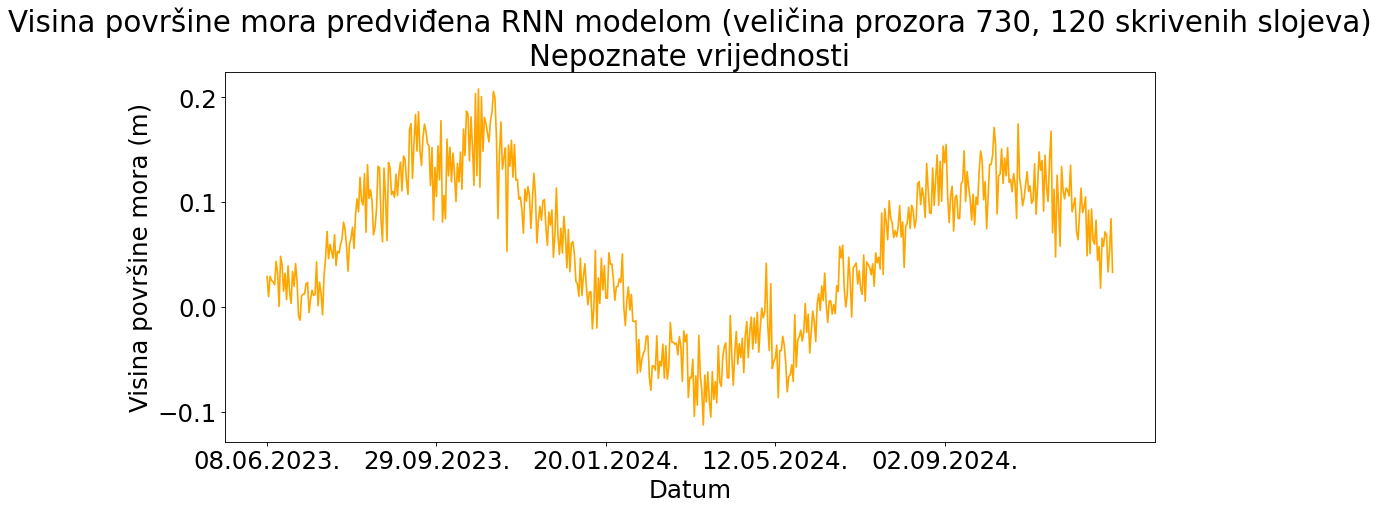 Visina površine mora predviđena RNN modelom (veličina prozora 730, 120 skrivenih slojeva)
Nepoznate vrijednosti
Visina površine mora (m)
0.2
0.1
0.0
−0.1
08.06.2023. 29.09.2023. 20.01.2024. 12.05.2024. 02.09.2024.
Datum